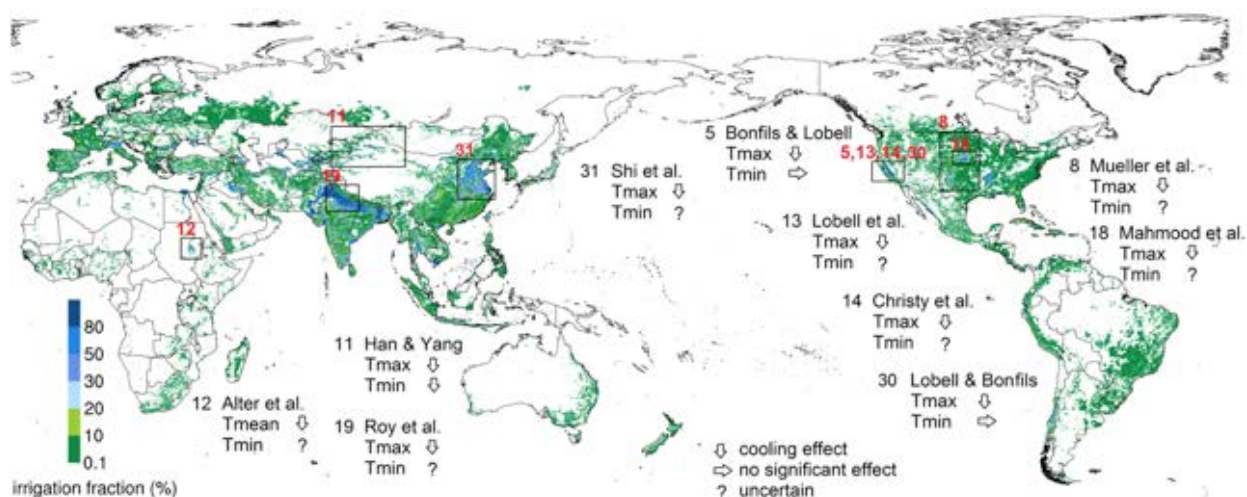 11
31
19
12
8
18
5,13,14,30
5 Bonfils & Lobell
Tmax ⇩
Tmin ⇨
31 Shi et al.
Tmax ⇩
Tmin ?
8 Mueller et al.
Tmax ⇩
Tmin ?
13 Lobell et al.
Tmax ⇩
Tmin ?
18 Mahmood et al.
Tmax ⇩
Tmin ?
14 Christy et al.
Tmax ⇩
Tmin ?
11 Han & Yang
Tmax ⇩
Tmin ⇩
30 Lobell & Bonfils
Tmax ⇩
Tmin ⇨
12 Alter et al.
Tmean ⇩
Tmin ?
19 Roy et al.
Tmax ⇩
Tmin ?
80
50
30
20
10
0.1
irrigation fraction (%)
⇩ cooling effect
⇨ no significant effect
? uncertain